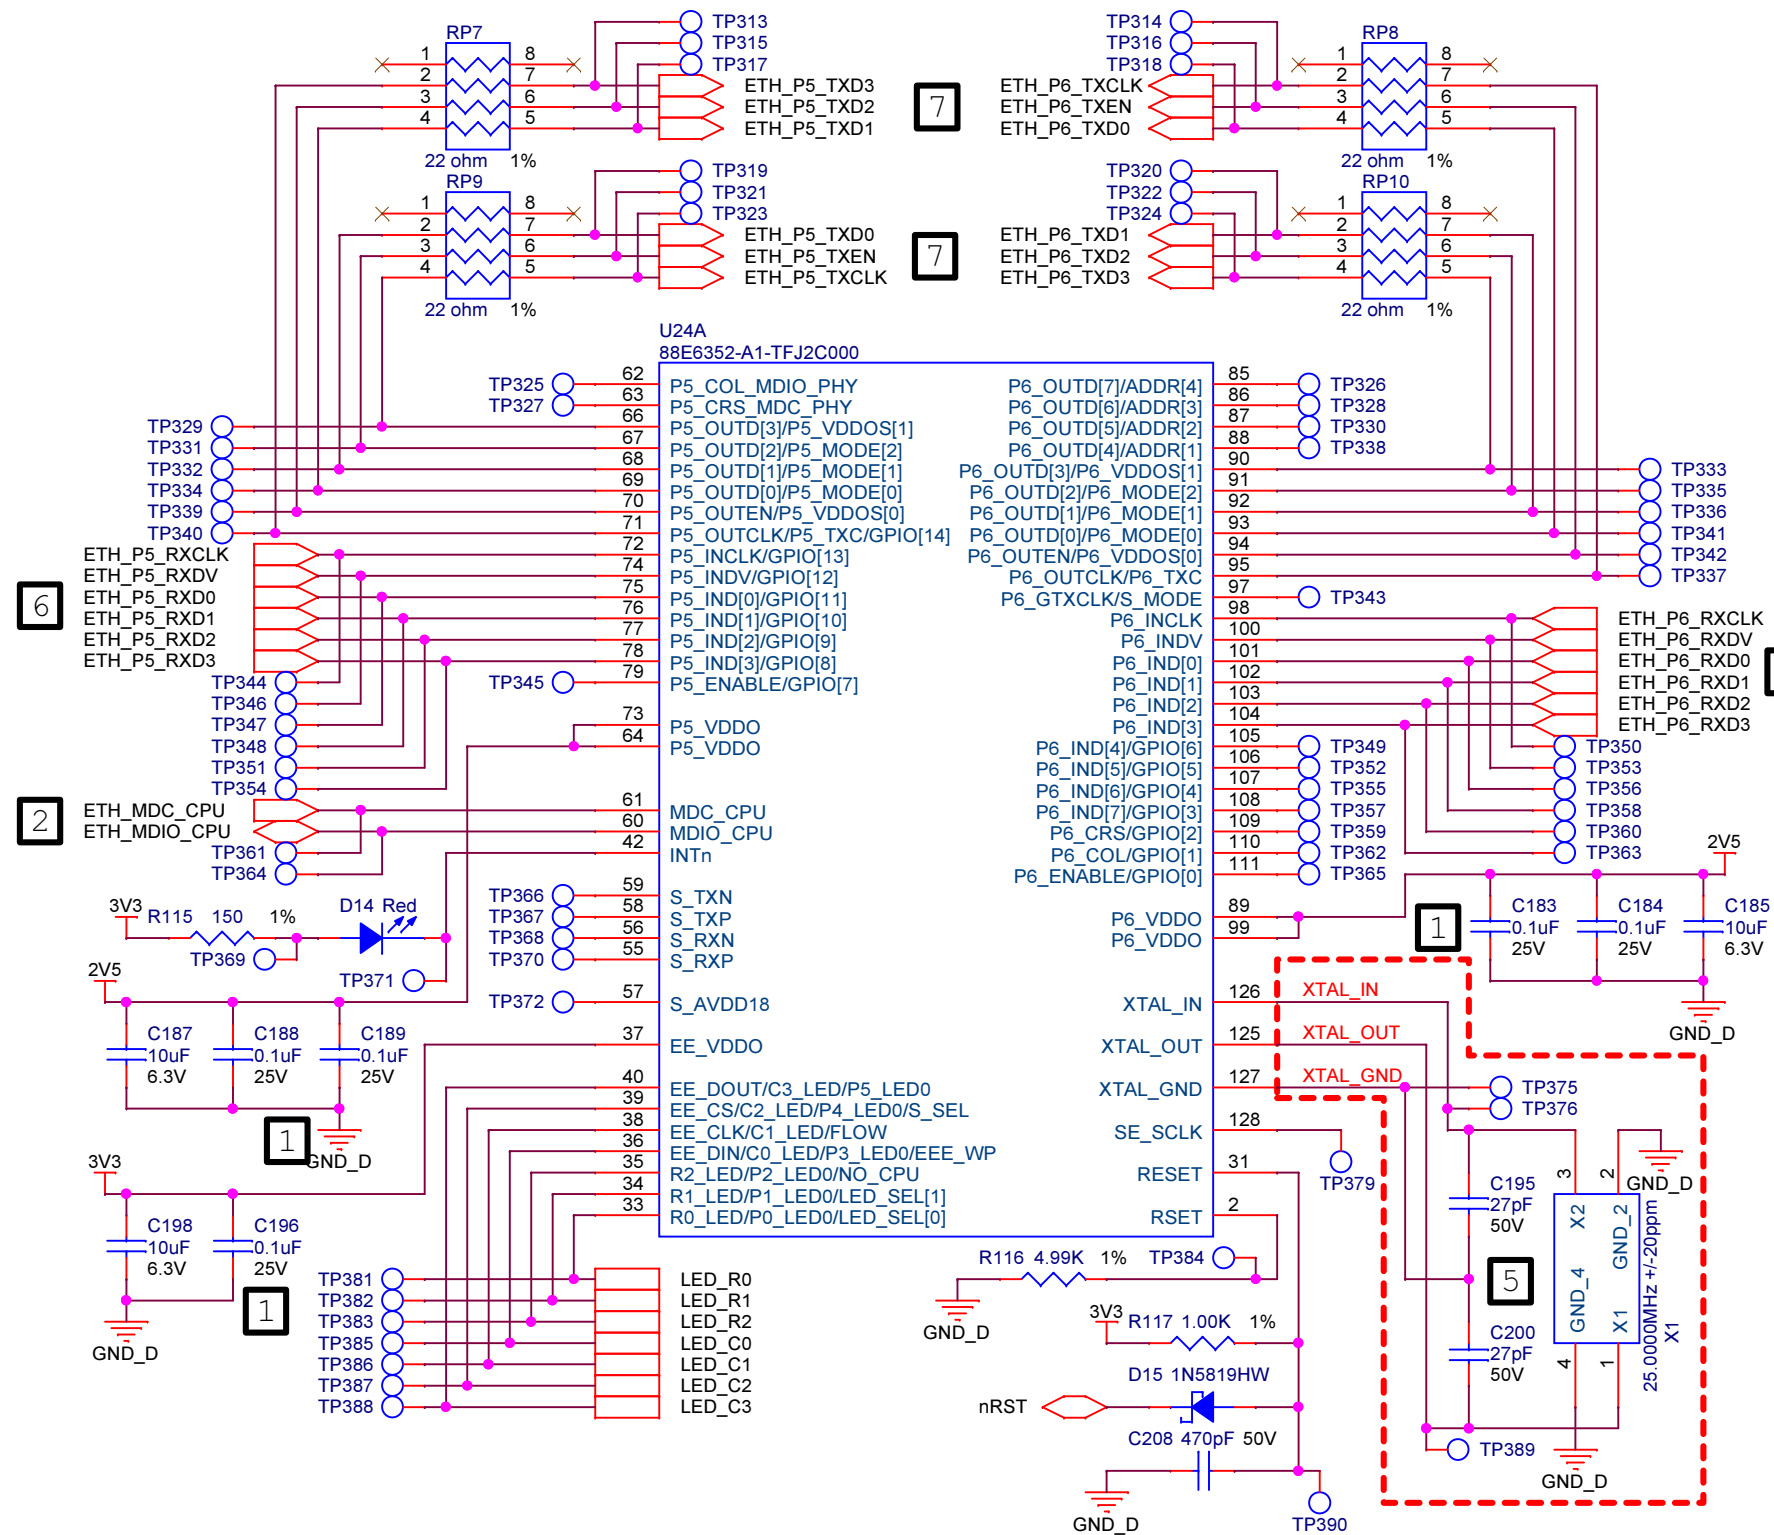 RP7
1 8
2 7
3 6
4 5
22 ohm 1%
TP313
TP315
TP317
ETH_P5_TXD3
ETH_P5_TXD2
ETH_P5_TXD1
7
TP314
TP316
TP318
ETH_P6_TXCLK
ETH_P6_TXEN
ETH_P6_TXD0
RP8
1 8
2 7
3 6
4 5
22 ohm 1%
RP9
1 8
2 7
3 6
4 5
22 ohm 1%
TP319
TP321
TP323
ETH_P5_TXD0
ETH_P5_TXEN
ETH_P5_TXCLK
7
TP320
TP322
TP324
ETH_P6_TXD1
ETH_P6_TXD2
ETH_P6_TXD3
RP10
1 8
2 7
3 6
4 5
22 ohm 1%
U24A
88E6352-A1-TFJ2C000
TP325 62 P5_COL_MDIO_PHY
TP327 63 P5_CRS_MDC_PHY
TP329 66 P5_OUTD[3]/P5_VDDOS[1]
TP331 67 P5_OUTD[2]/P5_MODE[2]
TP332 68 P5_OUTD[1]/P5_MODE[1]
TP334 69 P5_OUTD[0]/P5_MODE[0]
TP339 70 P5_OUTEN/P5_VDDOS[0]
TP340 71 P5_OUTCLK/P5_TXC/GPIO[14]
ETH_P5_RXCLK 72 P5_INCLK/GPIO[13]
ETH_P5_RXDV 74 P5_INDV/GPIO[12]
6
ETH_P5_RXD0 75 P5_IND[0]/GPIO[11]
ETH_P5_RXD1 76 P5_IND[1]/GPIO[10]
ETH_P5_RXD2 77 P5_IND[2]/GPIO[9]
ETH_P5_RXD3 78 P5_IND[3]/GPIO[8]
TP344 TP345 79 P5_ENABLE/GPIO[7]
TP346
TP347 73 P5_VDDO
TP348 64 P5_VDDO
TP351
TP354
2
ETH_MDC_CPU 61 MDC_CPU
ETH_MDIO_CPU 60 MDIO_CPU
TP361 42 INTn
TP364
TP366 59 S_TXN
TP367 58 S_TXP
TP368 56 S_RXN
TP370 55 S_RXP
TP372 57 S_AVDD18
37 EE_VDDO
40 EE_DOUT/C3_LED/P5_LED0
39 EE_CS/C2_LED/P4_LED0/S_SEL
38 EE_CLK/C1_LED/FLOW
36 EE_DIN/C0_LED/P3_LED0/EEE_WP
35 R2_LED/P2_LED0/NO_CPU
34 R1_LED/P1_LED0/LED_SEL[1]
33 R0_LED/P0_LED0/LED_SEL[0]
P6_OUTD[7]/ADDR[4] 85 TP326
P6_OUTD[6]/ADDR[3] 86 TP328
P6_OUTD[5]/ADDR[2] 87 TP330
P6_OUTD[4]/ADDR[1] 88 TP338
P6_OUTD[3]/P6_VDDOS[1] 90 TP333
P6_OUTD[2]/P6_MODE[2] 91 TP335
P6_OUTD[1]/P6_MODE[1] 92 TP336
P6_OUTD[0]/P6_MODE[0] 93 TP341
P6_OUTEN/P6_VDDOS[0] 94 TP342
P6_OUTCLK/P6_TXC 95 TP337
P6_GTXCLK/S_MODE 97 TP343
P6_INCLK 98 ETH_P6_RXCLK
P6_INDV 100 ETH_P6_RXDV
P6_IND[0] 101 ETH_P6_RXD0
P6_IND[1] 102 ETH_P6_RXD1
P6_IND[2] 103 ETH_P6_RXD2
P6_IND[3] 104 ETH_P6_RXD3
P6_IND[4]/GPIO[6] 105 TP349 TP350
P6_IND[5]/GPIO[5] 106 TP352 TP353
P6_IND[6]/GPIO[4] 107 TP355 TP356
P6_IND[7]/GPIO[3] 108 TP357 TP358
P6_CRS/GPIO[2] 109 TP359 TP360
P6_COL/GPIO[1] 110 TP362 TP363
P6_ENABLE/GPIO[0] 111 TP365
P6_VDDO 89
P6_VDDO 99
XTAL_IN 126 XTAL_IN
XTAL_OUT 125 XTAL_OUT
XTAL_GND 127 XTAL_GND
SE_SCLK 128
RESET 31
RSET 2
3V3
R115 150 1%
D14 Red
TP369
TP371
2V5
C187
10uF
6.3V
C188
0.1uF
25V
C189
0.1uF
25V
1
GND_D
3V3
C198
10uF
6.3V
C196
0.1uF
25V
1
GND_D
TP381 LED_R0
TP382 LED_R1
TP383 LED_R2
TP385 LED_C0
TP386 LED_C1
TP387 LED_C2
TP388 LED_C3
2V5
1
C183
0.1uF
25V
C184
0.1uF
25V
C185
10uF
6.3V
GND_D
TP375
TP376
TP379
C195
27pF
50V
5
C200
27pF
50V
3 2
GND_D
X2 GND_2
GND_4 X1
4 1
25.0000MHz +/-20ppm
X1
TP389
GND_D
R116 4.99K 1%
TP384
GND_D
3V3
R117 1.00K 1%
D15 1N5819HW
nRST
C208 470pF 50V
GND_D
TP390